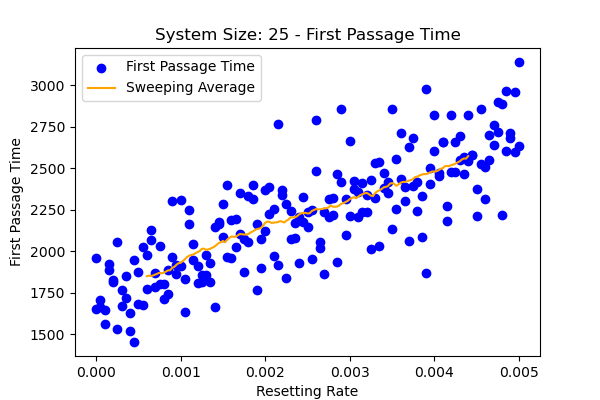 System Size: 25 - First Passage Time
First Passage Time
Sweeping Average
First Passage Time
3000
2750
2500
2250
2000
1750
1500
0.000 0.001 0.002 0.003 0.004 0.005
Resetting Rate